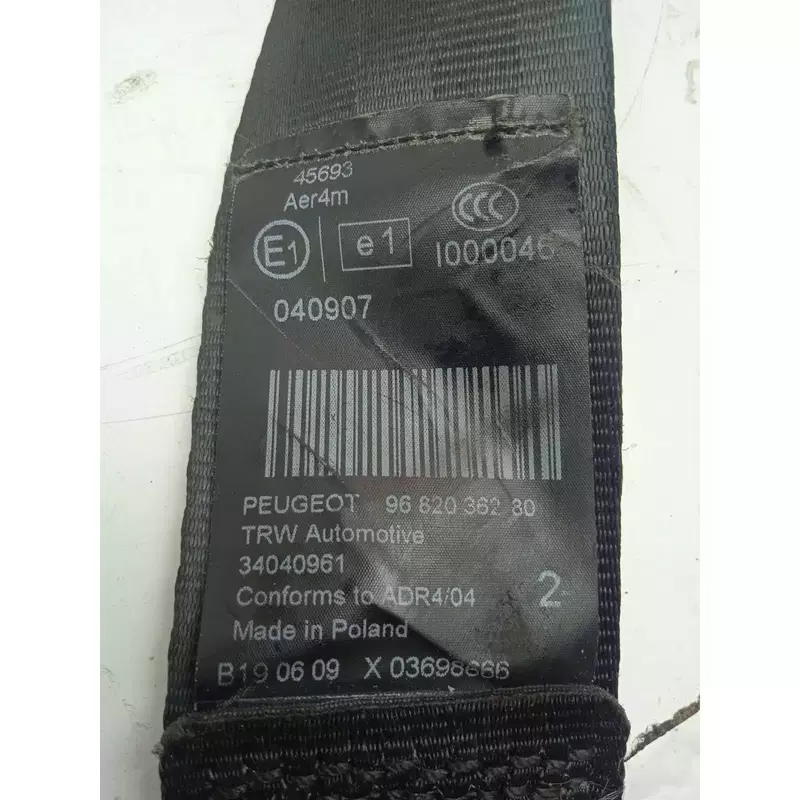 45693
Aer4m
E1 e1 CCC
I000046
040907
PEUGEOT 96 820 362 80
TRW Automotive
34040961
Conforms to ADR4/04 2
Made in Poland
B19 06 09 X 03698666